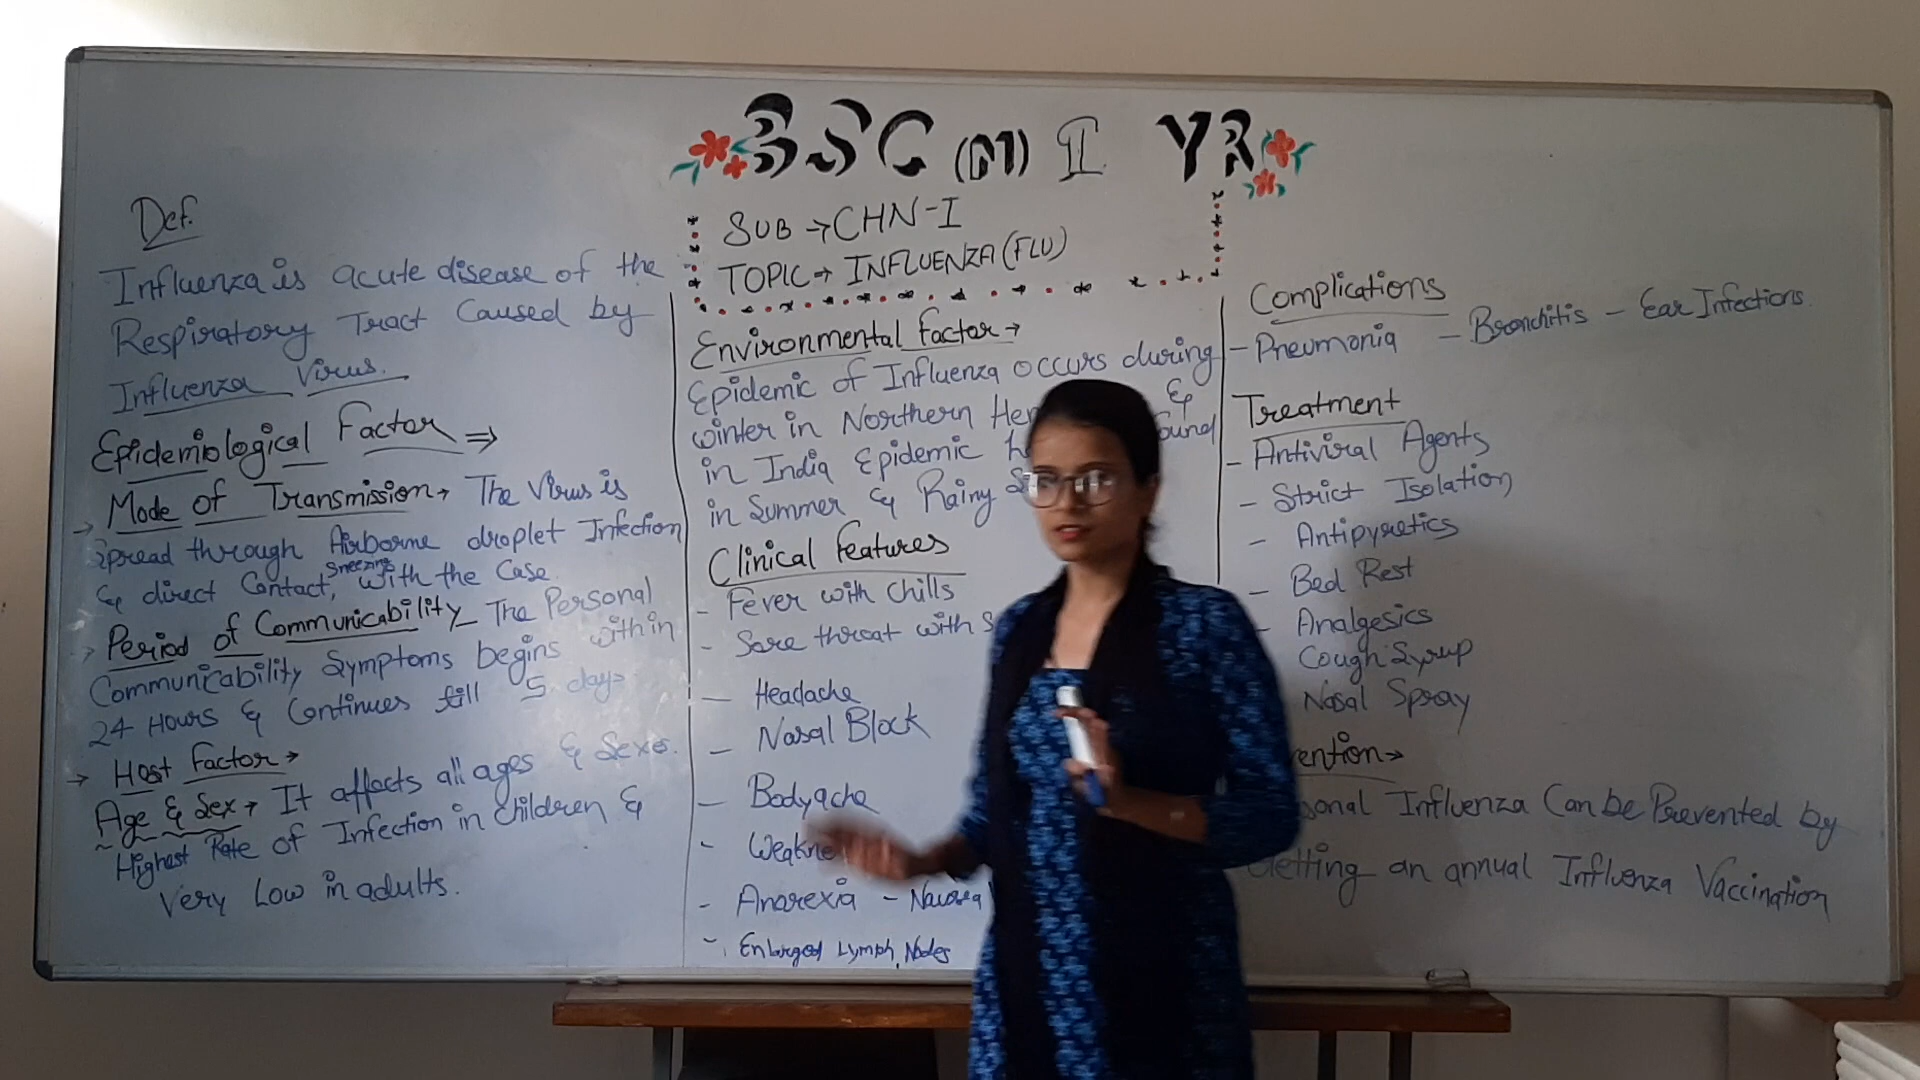 BSC (N) II YR
SUB → CHN-I
TOPIC → INFLUENZA (FLU)
Def.
Influenza is acute disease of the
Respiratory Tract Caused by
Influenza Virus.
Epidemiological Factor ⇒
→ Mode of Transmission → The Virus is
Spread through Airborne droplet Infection
& direct Contact, Sneezing with the Case
→ Period of Communicability _ The Personal
Communicability Symptoms begins within
24 Hours & Continues till 5 days
→ Host Factor →
Age & Sex → It affects all ages & Sexes.
Highest Rate of Infection in children &
Very Low in adults.
Environmental Factor →
Epidemic of Influenza occurs during
winter in Northern &
in India Epidemic
in Summer & Rainy
Clinical Features
- Fever with chills
- Sore throat with
- Headache
- Nasal Block
- Bodyache
-
- Anorexia - Nausea
- Enlarged Lymph Nodes
Complications
- Pneumonia - Bronchitis - Ear Infections.
Treatment
- Antiviral Agents
- Strict Isolation
- Antipyretics
- Bed Rest
- Analgesics
Cough Syrup
Nasal Spray
Influenza Can be Prevented by
Getting an annual Influenza Vaccination